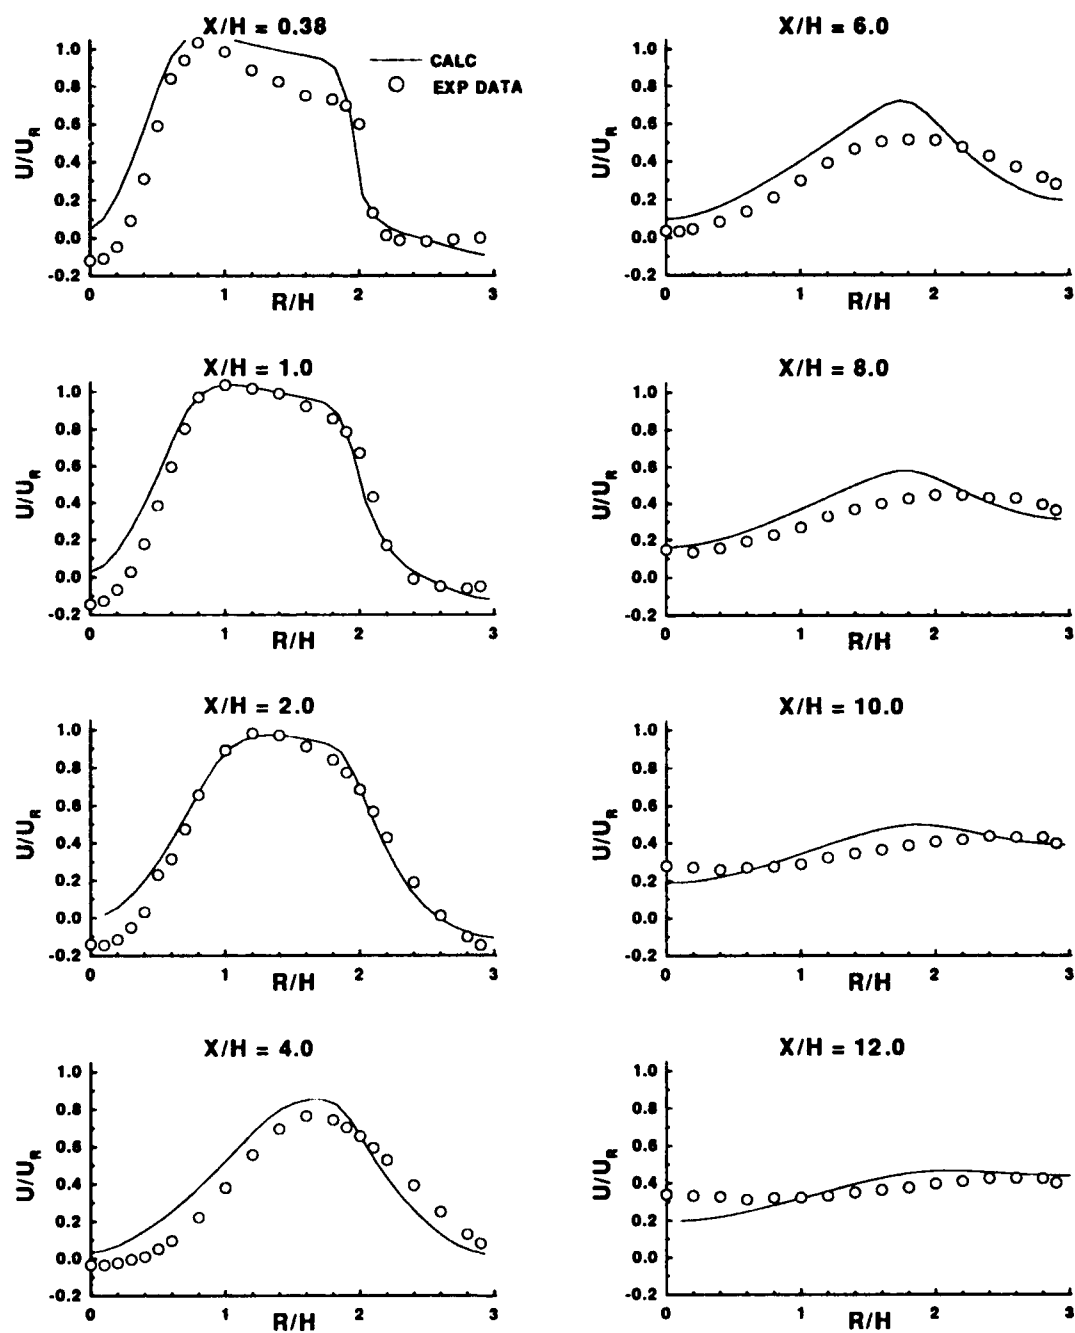 X/H = 0.38
1.0
0.8
0.6
0.4
0.2
0.0
-0.2
U/U_R
0 1 2 3
R/H
CALC
EXP DATA
X/H = 1.0
1.0
0.8
0.6
0.4
0.2
0.0
-0.2
U/U_R
0 1 2 3
R/H
X/H = 2.0
1.0
0.8
0.6
0.4
0.2
0.0
-0.2
U/U_R
0 1 2 3
R/H
X/H = 4.0
1.0
0.8
0.6
0.4
0.2
0.0
-0.2
U/U_R
0 1 2 3
R/H
X/H = 6.0
1.0
0.8
0.6
0.4
0.2
0.0
-0.2
U/U_R
0 1 2 3
R/H
X/H = 8.0
1.0
0.8
0.6
0.4
0.2
0.0
-0.2
U/U_R
0 1 2 3
R/H
X/H = 10.0
1.0
0.8
0.6
0.4
0.2
0.0
-0.2
U/U_R
0 1 2 3
R/H
X/H = 12.0
1.0
0.8
0.6
0.4
0.2
0.0
-0.2
U/U_R
0 1 2 3
R/H